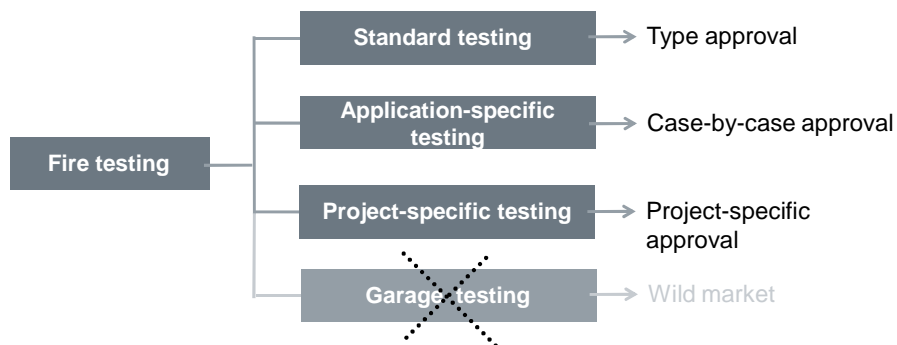 Standard testing
Type approval
Application-specific
testing
Case-by-case approval
Fire testing
Project-specific testing
Project-specific
approval
Garage testing
Wild market